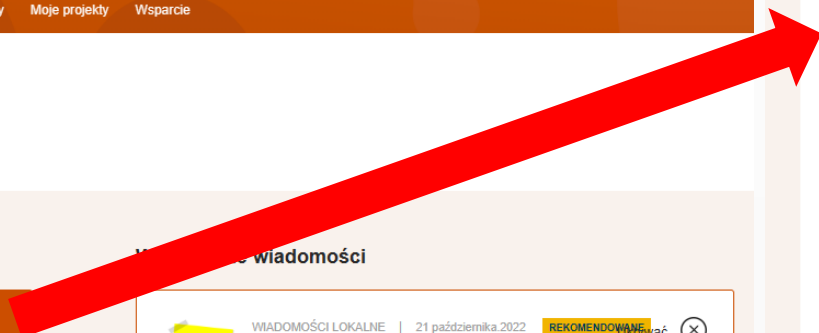 Moje projekty Wsparcie
wiadomości
WIADOMOŚCI LOKALNE | 21 października.2022 REKOMENDOWANE